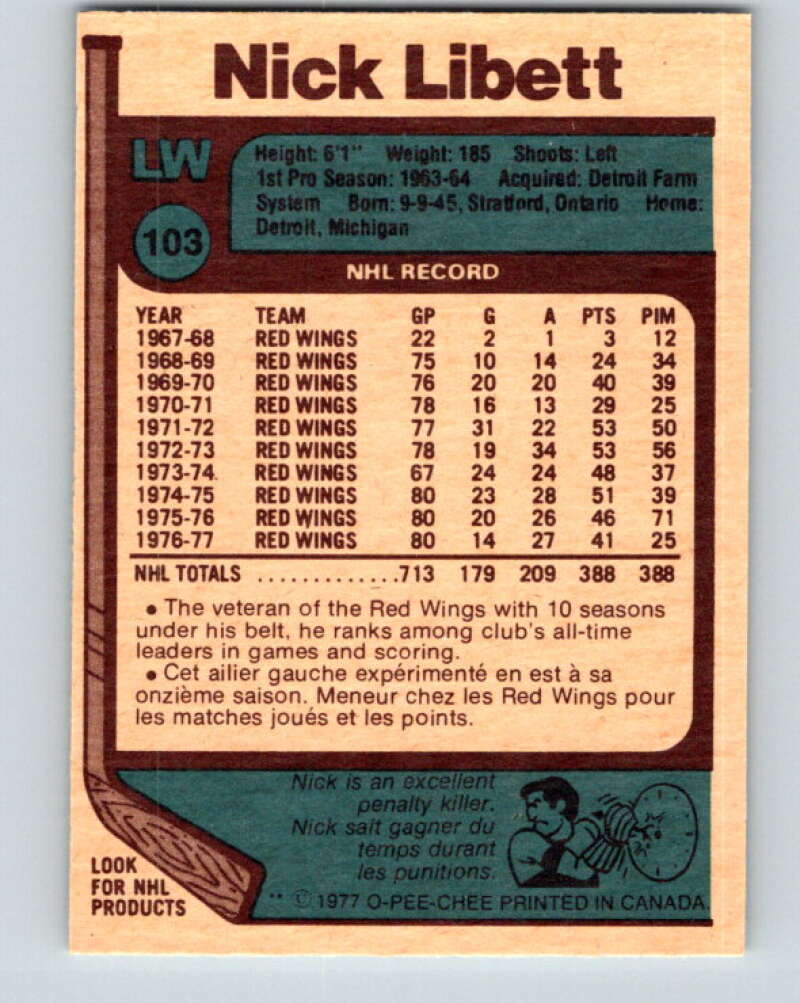 Nick Libett
LW
Height: 6'1" Weight: 185 Shoots: Left
1st Pro Season: 1963-64 Acquired: Detroit Farm
System Born: 9-9-45, Stratford, Ontario Home:
Detroit, Michigan
103
NHL RECORD
YEAR TEAM GP G A PTS PIM
1967-68 RED WINGS 22 2 1 3 12
1968-69 RED WINGS 75 10 14 24 34
1969-70 RED WINGS 76 20 20 40 39
1970-71 RED WINGS 78 16 13 29 25
1971-72 RED WINGS 77 31 22 53 50
1972-73 RED WINGS 78 19 34 53 56
1973-74 RED WINGS 67 24 24 48 37
1974-75 RED WINGS 80 23 28 51 39
1975-76 RED WINGS 80 20 26 46 71
1976-77 RED WINGS 80 14 27 41 25
NHL TOTALS .............713 179 209 388 388
• The veteran of the Red Wings with 10 seasons
under his belt, he ranks among club's all-time
leaders in games and scoring.
• Cet ailier gauche expérimenté en est à sa
onzième saison. Meneur chez les Red Wings pour
les matches joués et les points.
Nick is an excellent
penalty killer.
Nick sait gagner du
temps durant
les punitions.
LOOK
FOR NHL
PRODUCTS
** © 1977 O-PEE-CHEE PRINTED IN CANADA.